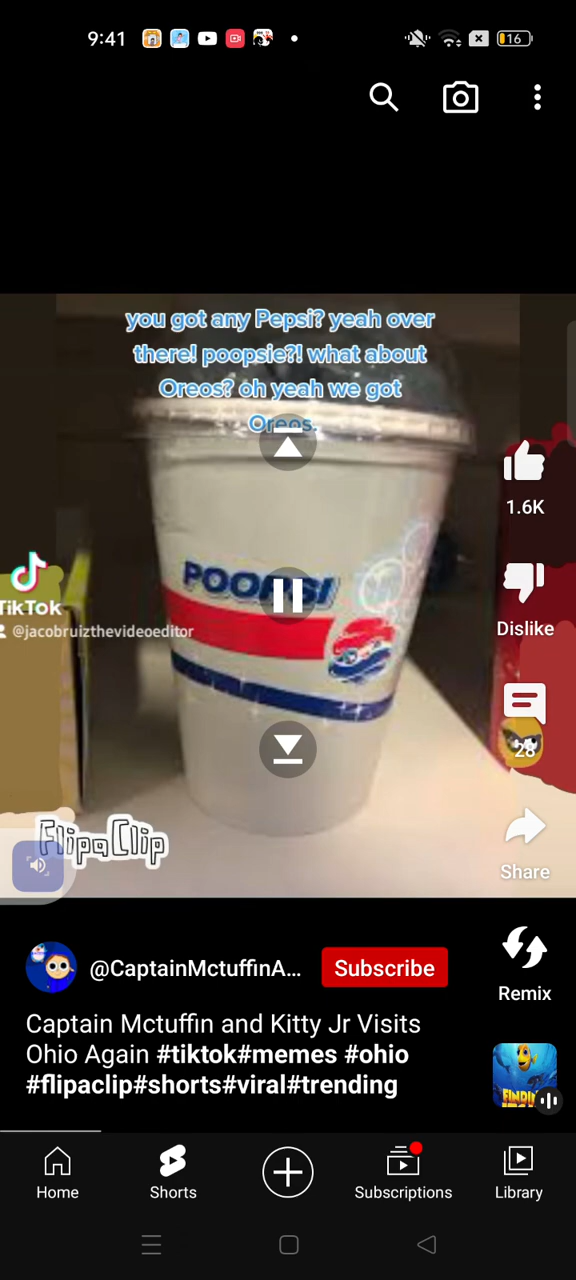 9:41
16
you got any Pepsi? yeah over
there! poopsie?! what about
Oreos? oh yeah we got
Oreos.
POOPSI
TikTok
@jacobruizthevideoeditor
FlipaClip
1.6K
Dislike
28
Share
@CaptainMctuffinA...
Subscribe
Remix
Captain Mctuffin and Kitty Jr Visits
Ohio Again #tiktok#memes #ohio
#flipaclip#shorts#viral#trending
Home
Shorts
Subscriptions
Library